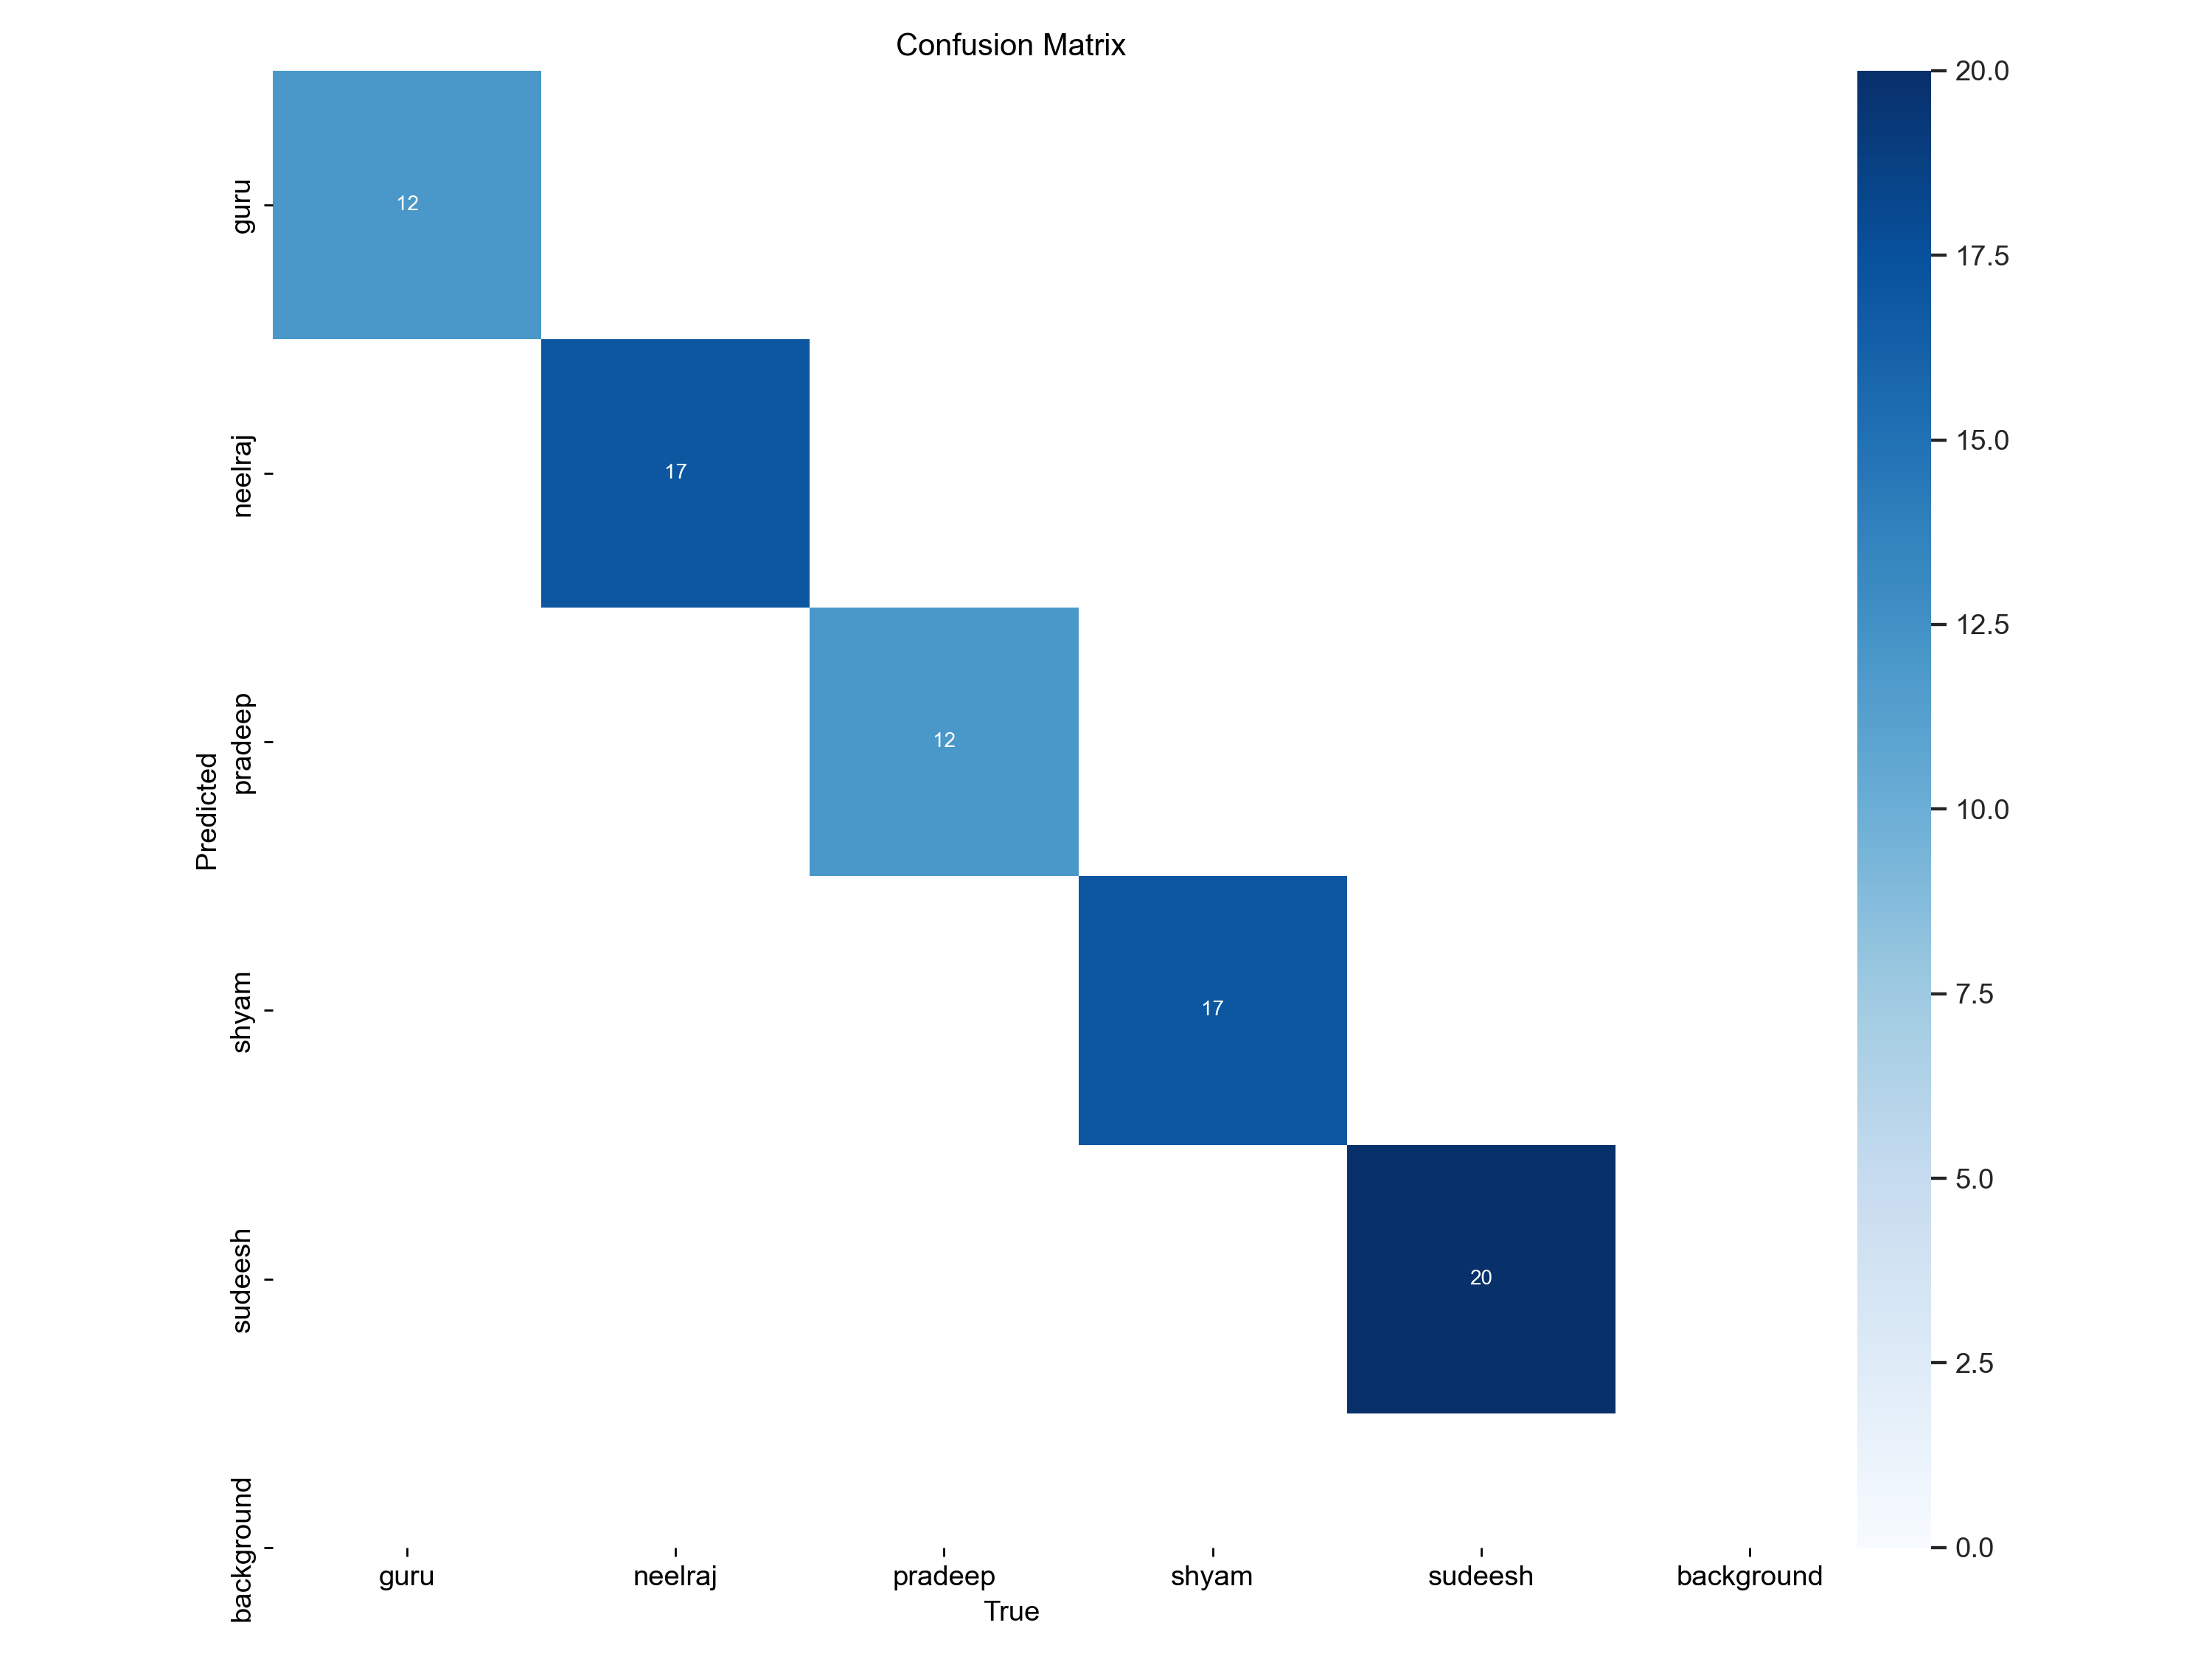 Confusion Matrix
guru
neelraj
pradeep
shyam
sudeesh
background
Predicted
12
17
12
17
20
guru neelraj pradeep shyam sudeesh background
True
20.0
17.5
15.0
12.5
10.0
7.5
5.0
2.5
0.0